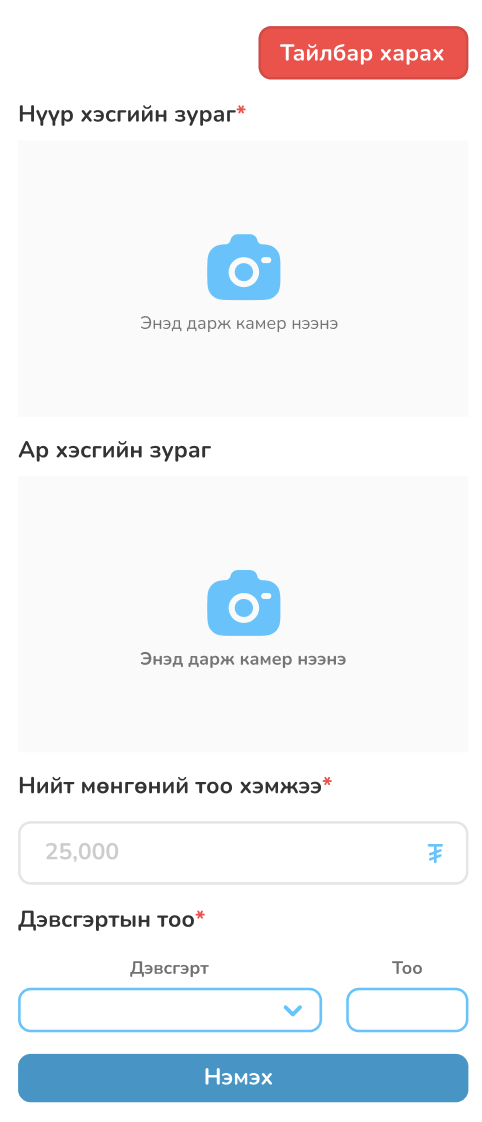 Тайлбар харах
Нүүр хэсгийн зураг*
Энэд дарж камер нээнэ
Ар хэсгийн зураг
Энэд дарж камер нээнэ
Нийт мөнгөний тоо хэмжээ*
25,000 ₮
Дэвсгэртын тоо*
Дэвсгэрт Тоо
Нэмэх